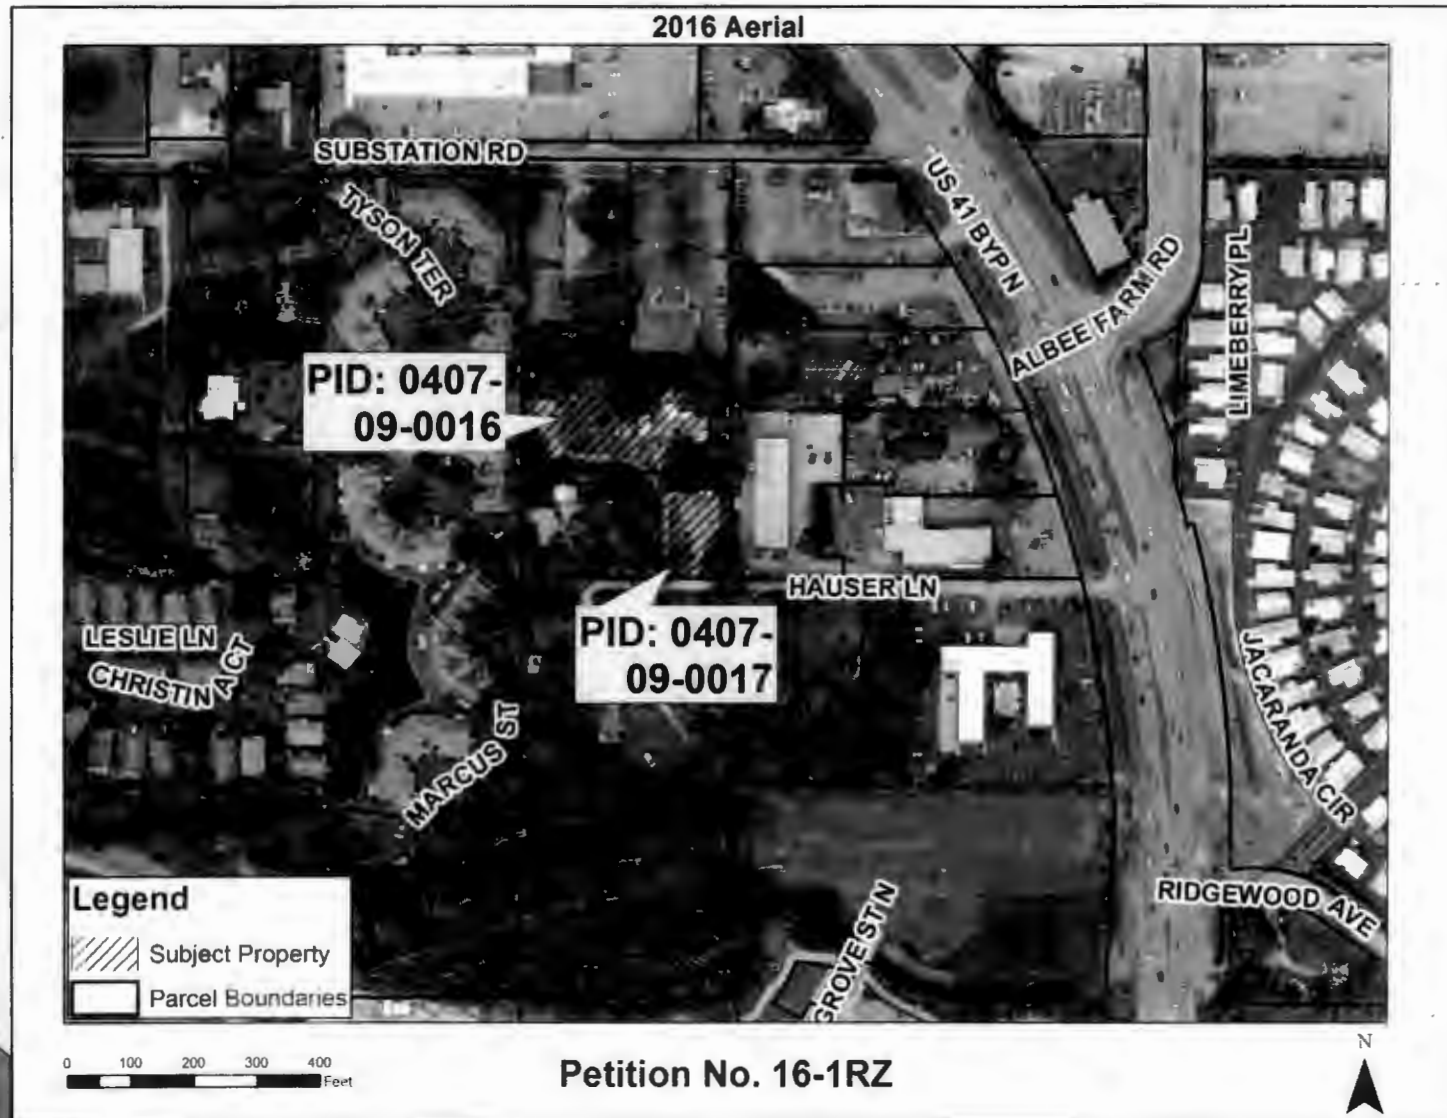 2016 Aerial
SUBSTATION RD
TYSON TER
US 41 BYP N
ALBEE FARM RD
LIMEBERRY PL
PID: 0407-
09-0016
HAUSER LN
PID: 0407-
09-0017
LESLIE LN
CHRISTIN A CT
MARCUS ST
JACARANDA CIR
RIDGEWOOD AVE
GROVE ST N
Legend
Subject Property
Parcel Boundaries
0 100 200 300 400
Feet
Petition No. 16-1RZ
N